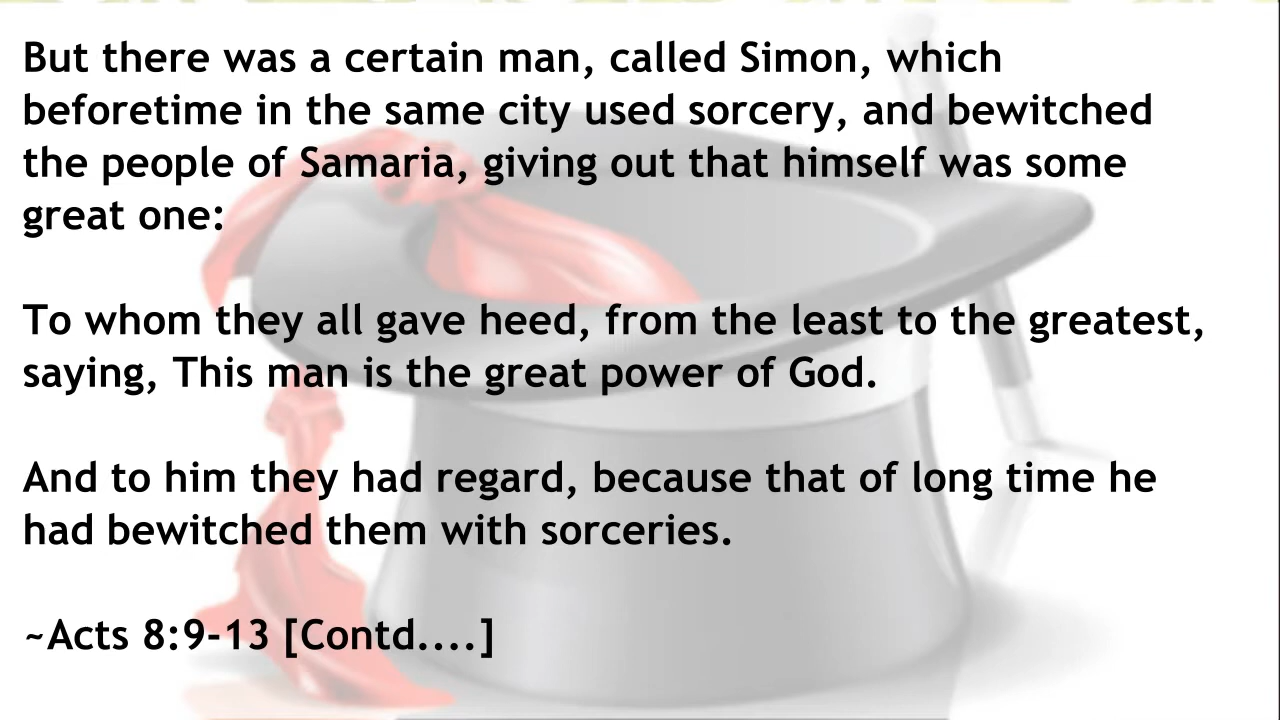 But there was a certain man, called Simon, which
beforetime in the same city used sorcery, and bewitched
the people of Samaria, giving out that himself was some
great one:
To whom they all gave heed, from the least to the greatest,
saying, This man is the great power of God.
And to him they had regard, because that of long time he
had bewitched them with sorceries.
~Acts 8:9-13 [Contd....]